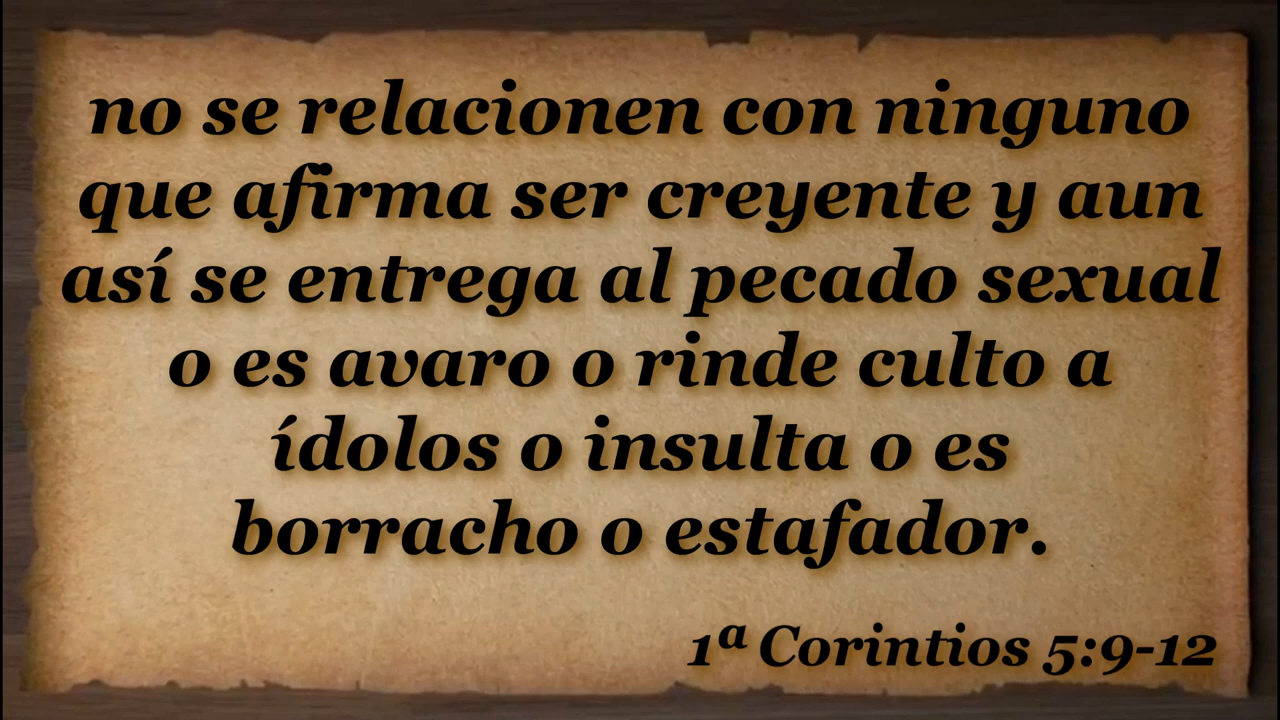 no se relacionen con ninguno
que afirma ser creyente y aun
así se entrega al pecado sexual
o es avaro o rinde culto a
ídolos o insulta o es
borracho o estafador.
1ª Corintios 5:9-12